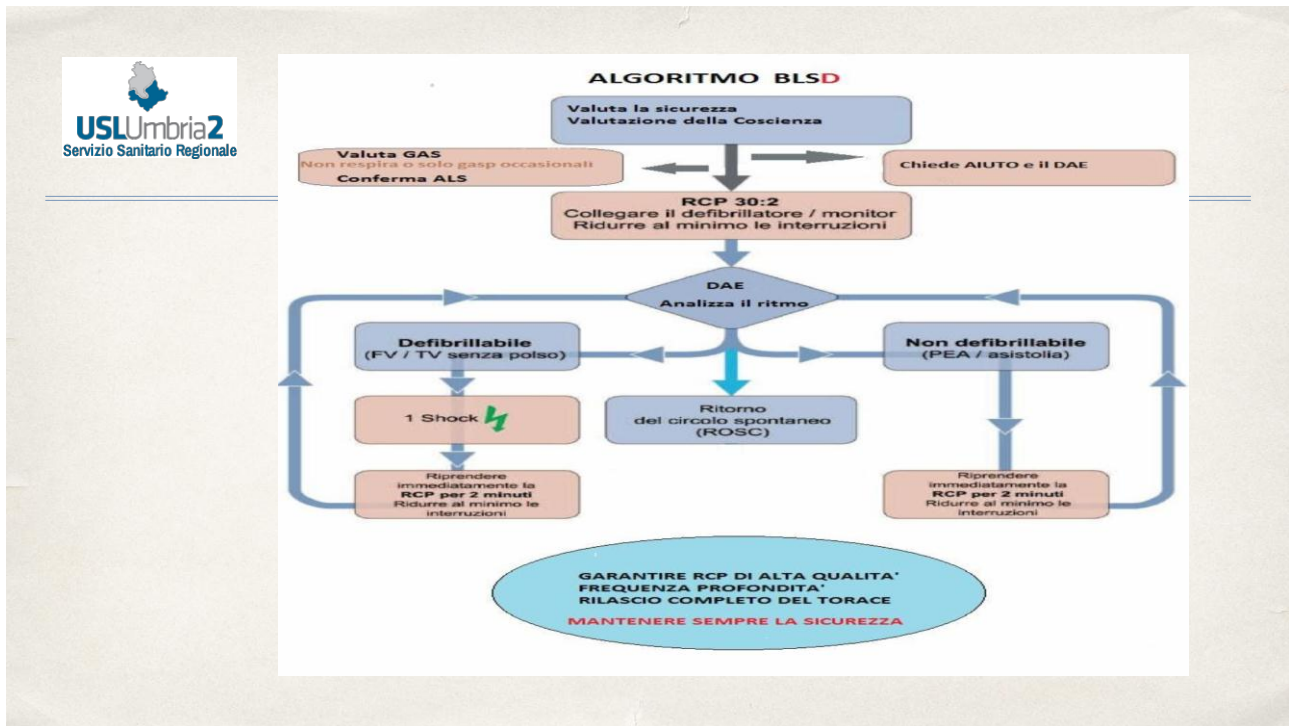 USLUmbria2
Servizio Sanitario Regionale
ALGORITMO BLSD
Valuta la sicurezza
Valutazione della Coscienza
Valuta GAS
Non respira o solo gasp occasionali
Conferma ALS
Chiede AIUTO e il DAE
RCP 30:2
Collegare il defibrillatore / monitor
Ridurre al minimo le interruzioni
DAE
Analizza il ritmo
Defibrillabile
(FV / TV senza polso)
Non defibrillabile
(PEA / asistolia)
1 Shock
Ritorno
del circolo spontaneo
(ROSC)
Riprendere
immediatamente la
RCP per 2 minuti
Ridurre al minimo le
interruzioni
Riprendere
immediatamente la
RCP per 2 minuti
Ridurre al minimo le
interruzioni
GARANTIRE RCP DI ALTA QUALITA'
FREQUENZA PROFONDITA'
RILASCIO COMPLETO DEL TORACE
MANTENERE SEMPRE LA SICUREZZA